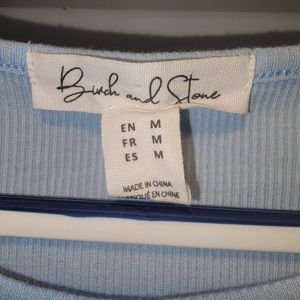 Birch and Stone
EN M
FR M
ES M
MADE IN CHINA
FABRIQUÉ EN CHINE